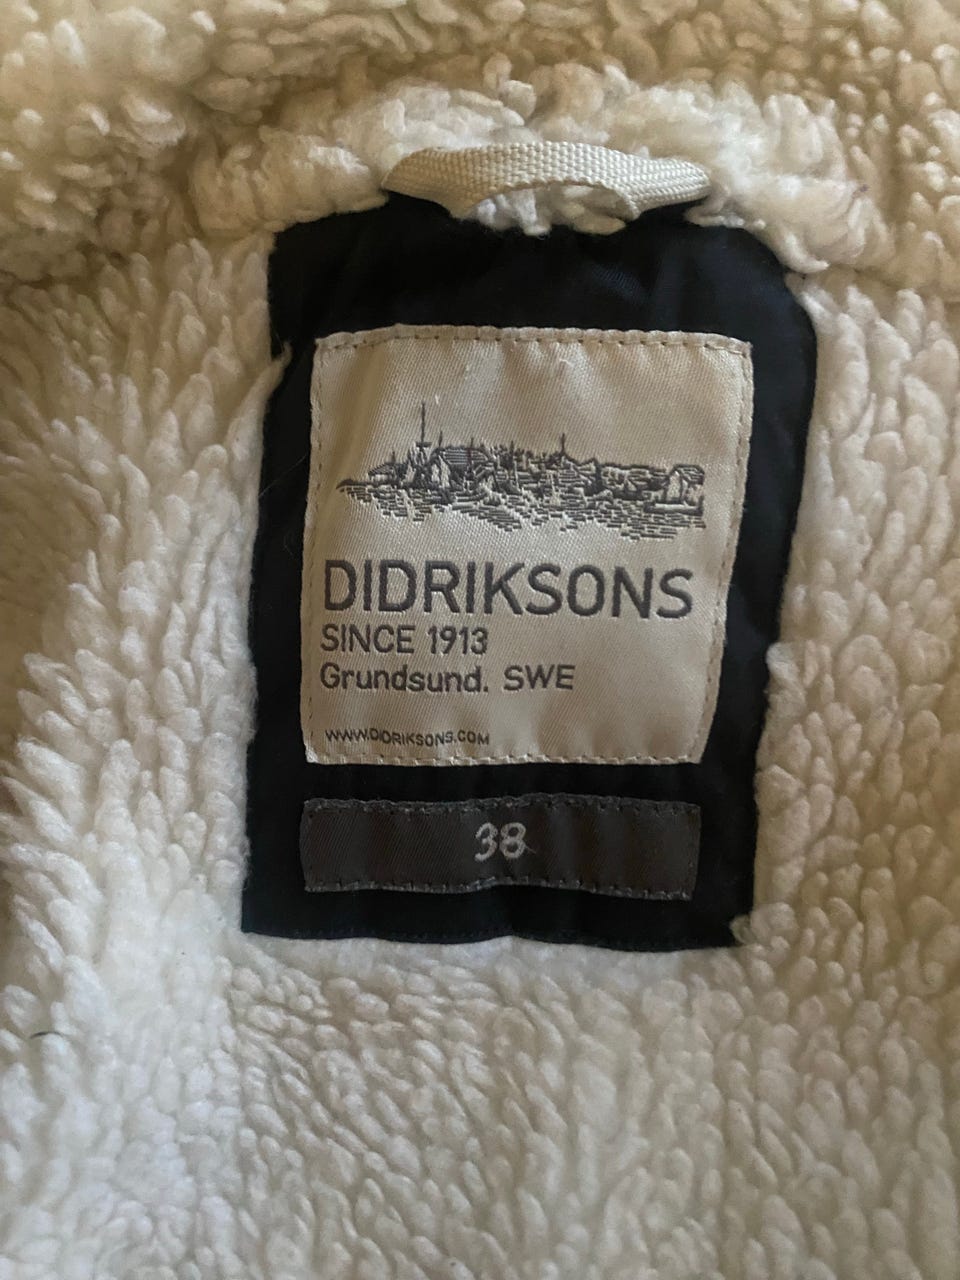 DIDRIKSONS
SINCE 1913
Grundsund. SWE
WWW.DIDRIKSONS.COM
38